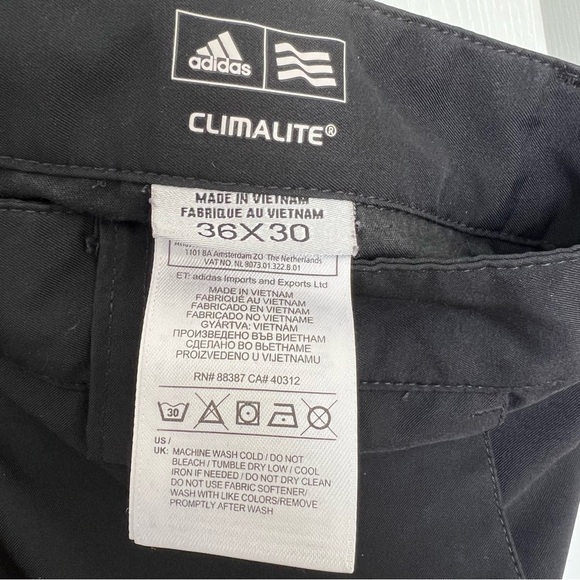 adidas
CLIMALITE®
MADE IN VIETNAM
FABRIQUE AU VIETNAM
36X30
1101 BA Amsterdam ZO The Netherlands
VAT NO. NL 8073.01.322.B.01
ET: adidas Imports and Exports Ltd
MADE IN VIETNAM
FABRIQUÉ AU VIETNAM
FABRICADO EN VIETNAM
FABRICADO NO VIETNAM
GYÁRTVA: VIETNÁM
ПРОИЗВЕДЕНО ВЪВ ВИЕТНАМ
СДЕЛАНО ВО ВЬЕТНАМЕ
PROIZVEDENO U VIJETNAMU
RN# 88387 CA# 40312
30
US /
UK: MACHINE WASH COLD / DO NOT
BLEACH / TUMBLE DRY LOW / COOL
IRON IF NEEDED / DO NOT DRY CLEAN
DO NOT USE FABRIC SOFTENER/
WASH WITH LIKE COLORS/REMOVE
PROMPTLY AFTER WASH